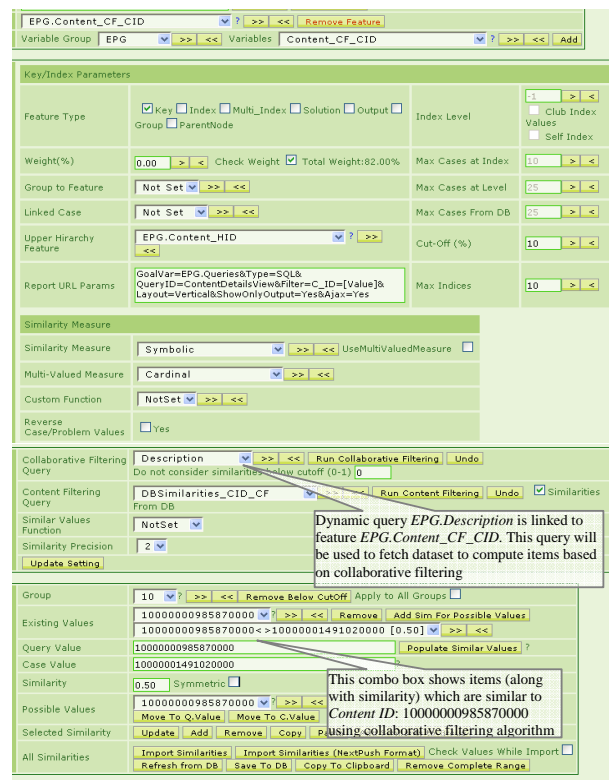 EPG.Content_CF_CID ? >> << Remove Feature
Variable Group EPG >> << Variables Content_CF_CID ? >> << Add
Key/Index Parameters
Feature Type Key Index Multi_Index Solution Output Group ParentNode Index Level -1 > < Club Index Values Self Index
Weight(%) 0.00 > < Check Weight Total Weight:82.00% Max Cases at Index 10 > <
Group to Feature Not Set >> << Max Cases at Level 25 > <
Linked Case Not Set >> << Max Cases From DB 25 > <
Upper Hirarchy Feature EPG.Content_HID ? >> << Cut-Off (%) 10 > <
Report URL Params GoalVar=EPG.Queries&Type=SQL& Max Indices 10 > <
QueryID=ContentDetailsView&Filter=C_ID=[Value]&
Layout=Vertical&ShowOnlyOutput=Yes&Ajax=Yes
Similarity Measure
Similarity Measure Symbolic >> << UseMultiValuedMeasure
Multi-Valued Measure Cardinal >> <<
Custom Function NotSet >> <<
Reverse Case/Problem Values Yes
Collaborative Filtering Query Description >> << Run Collaborative Filtering Undo
Do not consider similarities below cutoff (0-1) 0
Content Filtering Query DBSimilarities_CID_CF >> << Run Content Filtering Undo Similarities
From DB
Similar Values Function NotSet
Similarity Precision 2
Update Setting
Dynamic query EPG.Description is linked to
feature EPG.Content_CF_CID. This query will
be used to fetch dataset to compute items based
on collaborative filtering
Group 10 ? >> << Remove Below CutOff Apply to All Groups
Existing Values 10000000985870000 ? >> << Remove Add Sim For Possible Values
10000000985870000<>10000001491020000 [0.50] >> <<
Query Value 10000000985870000 Populate Similar Values ?
Case Value 10000001491020000 ?
Similarity 0.50 Symmetric
Possible Values 10000000985870000 ? >> <<
Move To Q.Value Move To C.Value
Selected Similarity Update Add Remove Copy
All Similarities Import Similarities Import Similarities (NextPush Format) Check Values While Import
Refresh from DB Save To DB Copy To Clipboard Remove Complete Range
This combo box shows items (along
with similarity) which are similar to
Content ID: 10000000985870000
using collaborative filtering algorithm